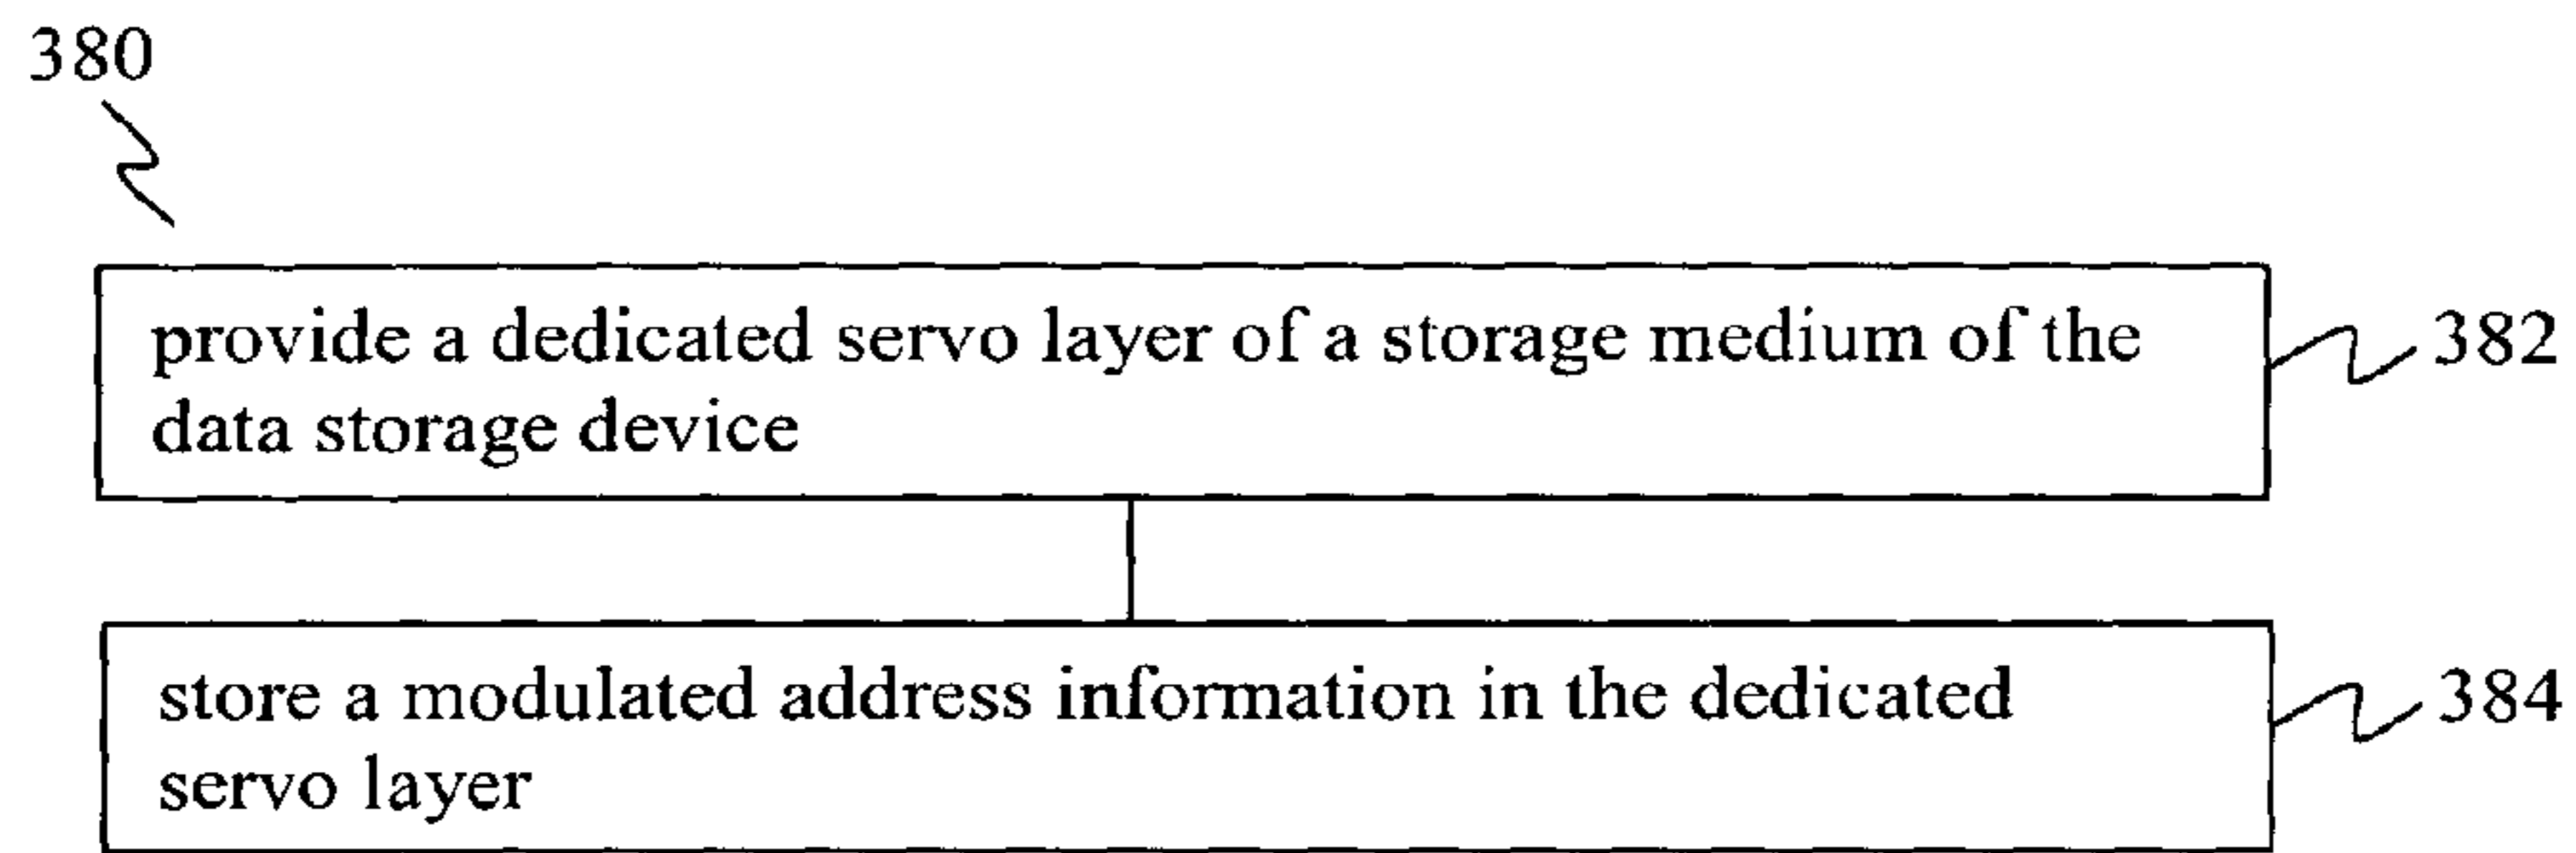 380
provide a dedicated servo layer of a storage medium of the
data storage device
382
store a modulated address information in the dedicated
servo layer
384